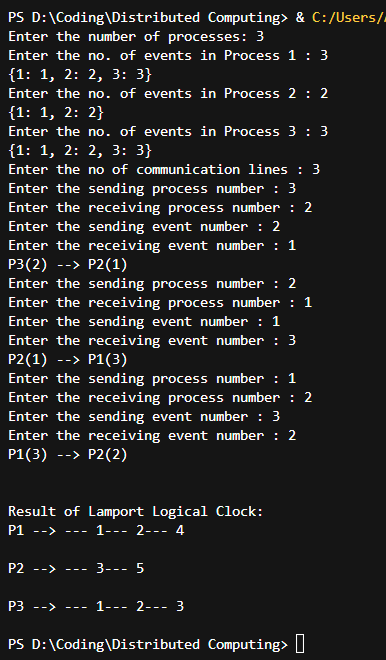 PS D:\Coding\Distributed Computing> & C:/Users/
Enter the number of processes: 3
Enter the no. of events in Process 1 : 3
{1: 1, 2: 2, 3: 3}
Enter the no. of events in Process 2 : 2
{1: 1, 2: 2}
Enter the no. of events in Process 3 : 3
{1: 1, 2: 2, 3: 3}
Enter the no of communication lines : 3
Enter the sending process number : 3
Enter the receiving process number : 2
Enter the sending event number : 2
Enter the receiving event number : 1
P3(2) --> P2(1)
Enter the sending process number : 2
Enter the receiving process number : 1
Enter the sending event number : 1
Enter the receiving event number : 3
P2(1) --> P1(3)
Enter the sending process number : 1
Enter the receiving process number : 2
Enter the sending event number : 3
Enter the receiving event number : 2
P1(3) --> P2(2)
Result of Lamport Logical Clock:
P1 --> --- 1--- 2--- 4
P2 --> --- 3--- 5
P3 --> --- 1--- 2--- 3
PS D:\Coding\Distributed Computing>